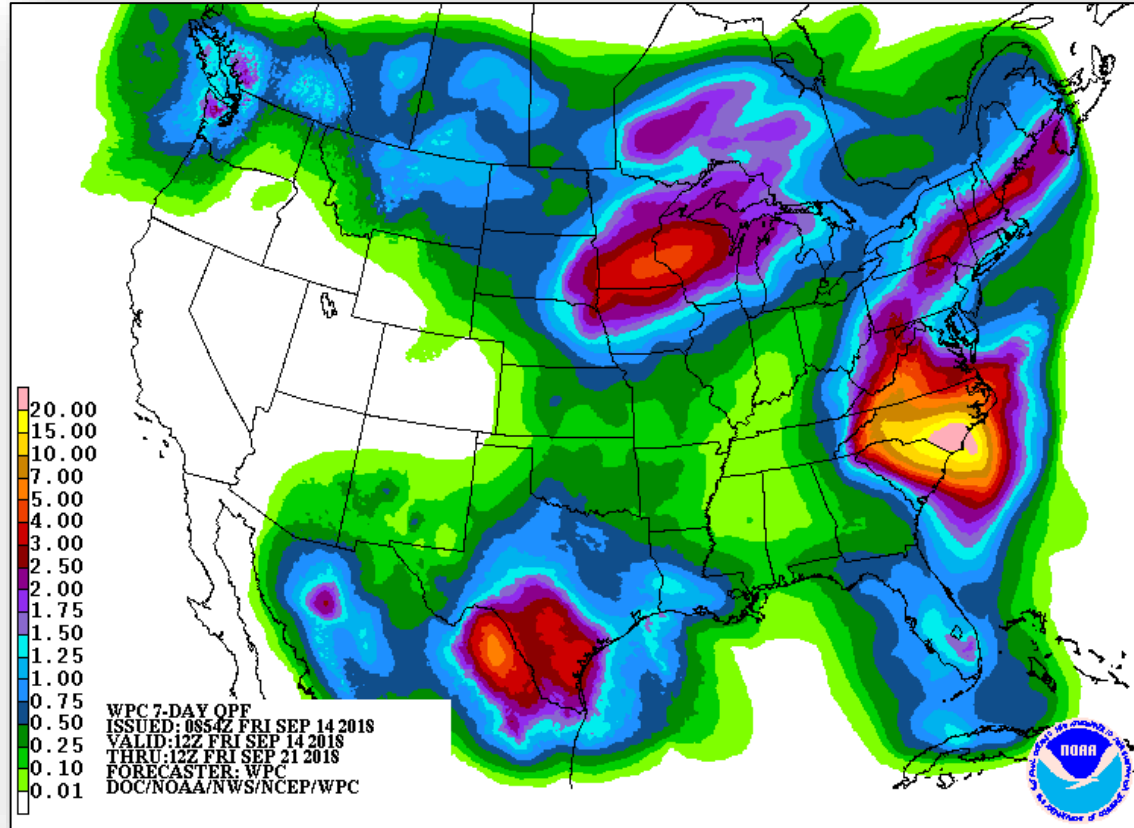 20.00
15.00
10.00
7.00
5.00
4.00
3.00
2.50
2.00
1.75
1.50
1.25
1.00
0.75
0.50
0.25
0.10
0.01
WPC 7-DAY QPF
ISSUED: 0854Z FRI SEP 14 2018
VALID:12Z FRI SEP 14 2018
THRU:12Z FRI SEP 21 2018
FORECASTER: WPC
DOC/NOAA/NWS/NCEP/WPC
NOAA